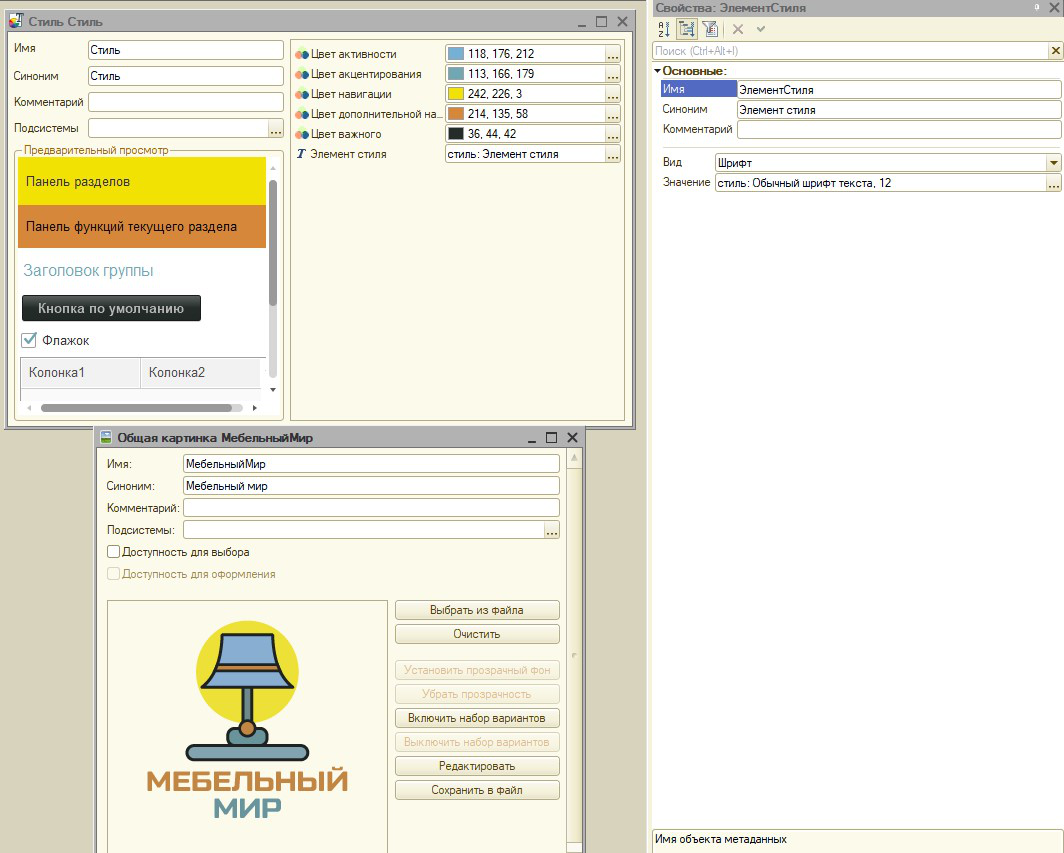 Стиль Стиль
Имя Стиль
Синоним Стиль
Комментарий
Подсистемы ...
Предварительный просмотр
Панель разделов
Панель функций текущего раздела
Заголовок группы
Кнопка по умолчанию
Флажок
Колонка1 Колонка2
Цвет активности 118, 176, 212 ...
Цвет акцентирования 113, 166, 179 ...
Цвет навигации 242, 226, 3 ...
Цвет дополнительной на... 214, 135, 58 ...
Цвет важного 36, 44, 42 ...
Элемент стиля стиль: Элемент стиля ...
Общая картинка МебельныйМир
Имя: МебельныйМир
Синоним: Мебельный мир
Комментарий:
Подсистемы: ...
Доступность для выбора
Доступность для оформления
МЕБЕЛЬНЫЙ
МИР
Выбрать из файла
Очистить
Установить прозрачный фон
Убрать прозрачность
Включить набор вариантов
Выключить набор вариантов
Редактировать
Сохранить в файл
Свойства: ЭлементСтиля
Поиск (Ctrl+Alt+I)
Основные:
Имя ЭлементСтиля
Синоним Элемент стиля
Комментарий
Вид Шрифт
Значение стиль: Обычный шрифт текста, 12 ...
Имя объекта метаданных